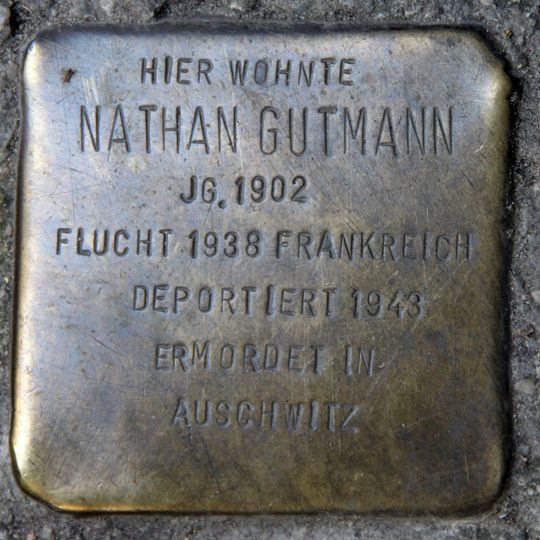 HIER WOHNTE
NATHAN GUTMANN
JG. 1902
FLUCHT 1938 FRANKREICH
DEPORTIERT 1943
ERMORDET IN
AUSCHWITZ